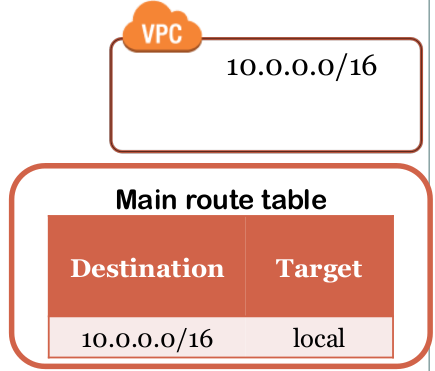 VPC
10.0.0.0/16
Main route table
Destination Target
10.0.0.0/16 local